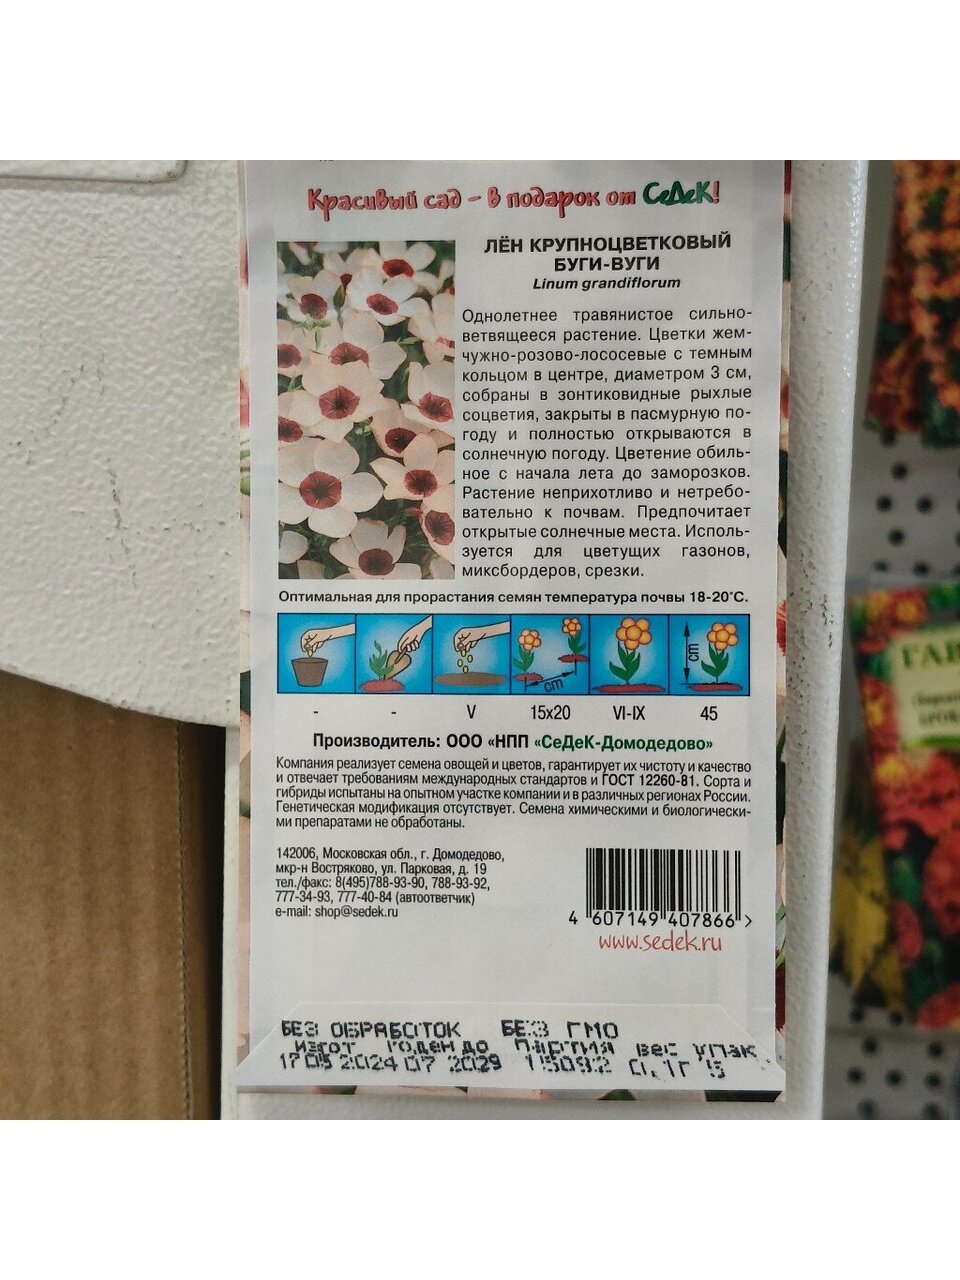 Красивый сад – в подарок от СеДеК!
ЛЁН КРУПНОЦВЕТКОВЫЙ
БУГИ-ВУГИ
Linum grandiflorum
Однолетнее травянистое сильно-
ветвящееся растение. Цветки жем-
чужно-розово-лососевые с темным
кольцом в центре, диаметром 3 см,
собраны в зонтиковидные рыхлые
соцветия, закрыты в пасмурную по-
году и полностью открываются в
солнечную погоду. Цветение обиль-
ное с начала лета до заморозков.
Растение неприхотливо и нетребо-
вательно к почвам. Предпочитает
открытые солнечные места. Исполь-
зуется для цветущих газонов,
миксбордеров, срезки.
Оптимальная для прорастания семян температура почвы 18-20°С.
cm cm
- - V 15x20 VI-IX 45
Производитель: ООО «НПП «СеДеК-Домодедово»
Компания реализует семена овощей и цветов, гарантирует их чистоту и качество
и отвечает требованиям международных стандартов и ГОСТ 12260-81. Сорта и
гибриды испытаны на опытном участке компании и в различных регионах России.
Генетическая модификация отсутствует. Семена химическими и биологически-
ми препаратами не обработаны.
142006, Московская обл., г. Домодедово,
мкр-н Востряково, ул. Парковая, д. 19
тел./факс: 8(495)788-93-90, 788-93-92,
777-34-93, 777-40-84 (автоответчик)
e-mail: shop@sedek.ru
4 607149 407866 >
www.sedek.ru
БЕЗ ОБРАБОТОК БЕЗ ГМО
изгот годен до партия вес упак
17 05 2024 07 2029 15092 0,1г 5
ГАВ